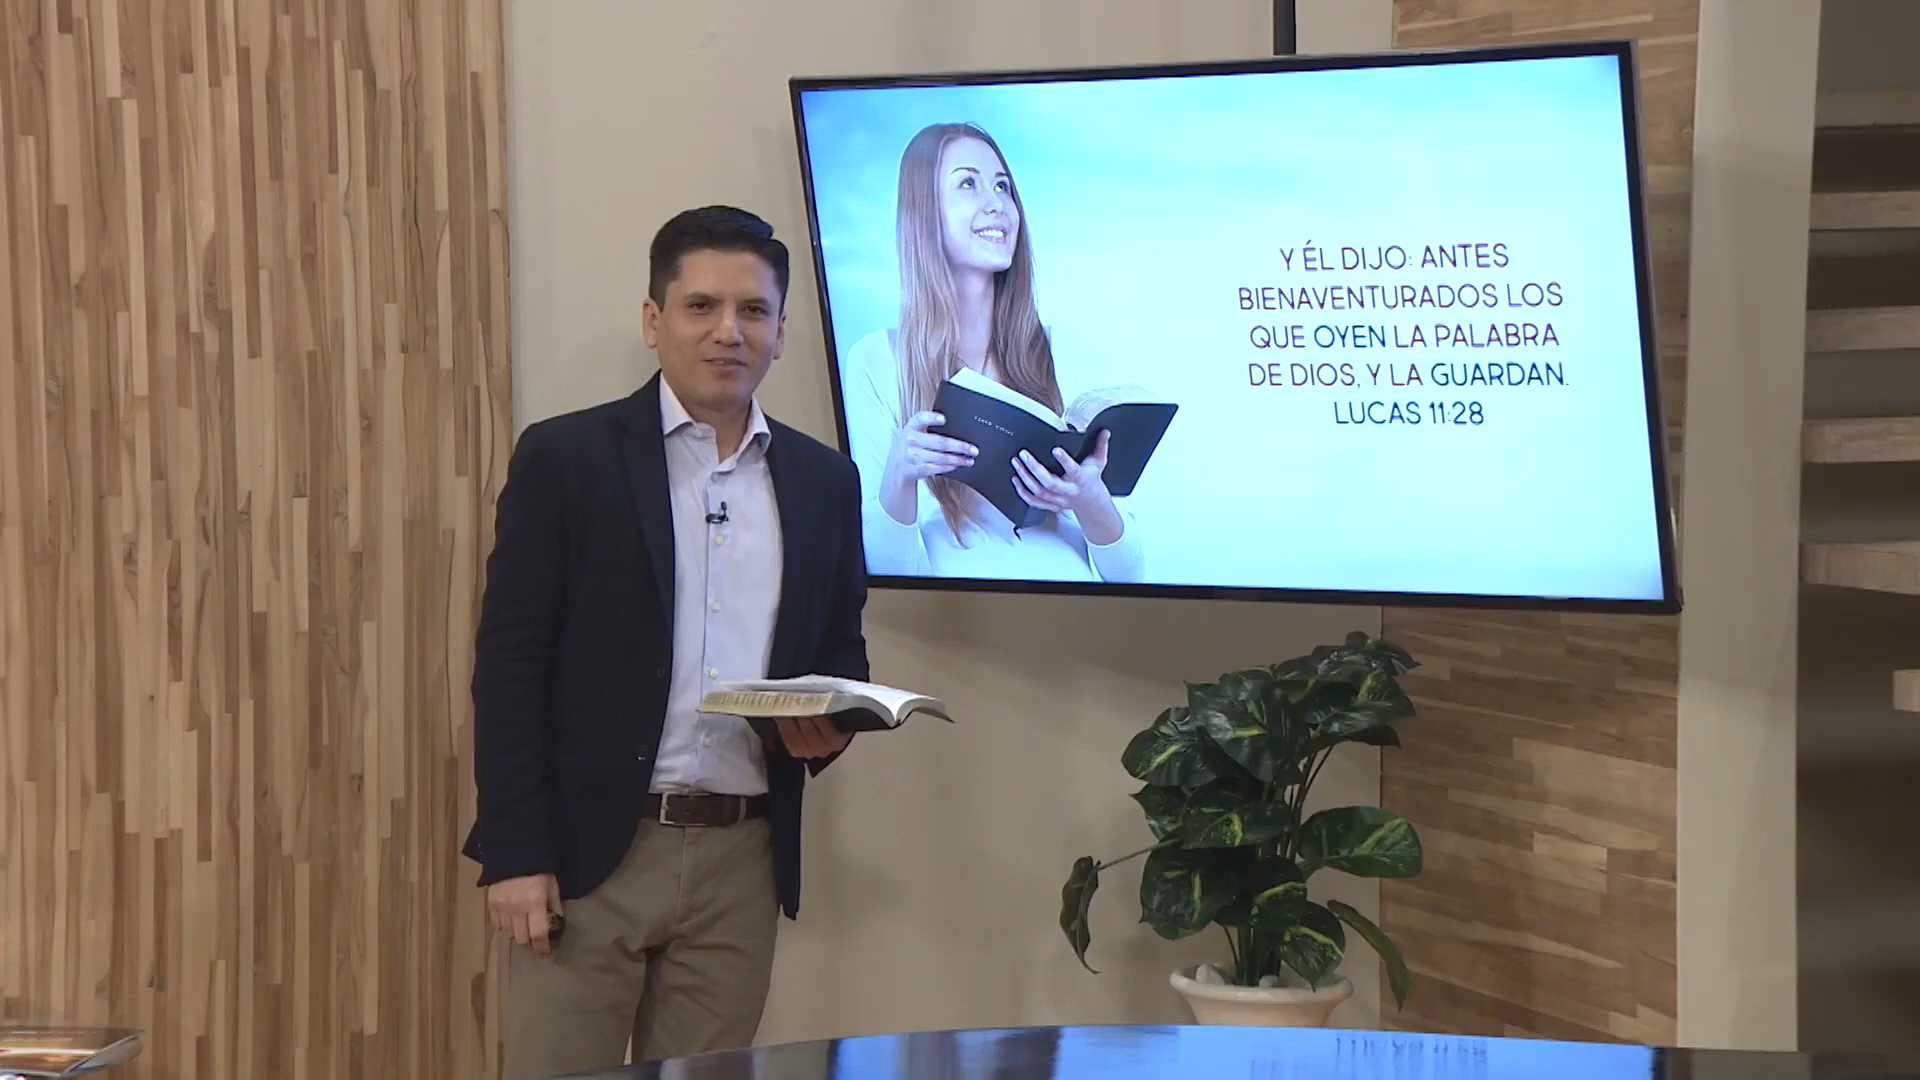 Y ÉL DIJO: ANTES
BIENAVENTURADOS LOS
QUE OYEN LA PALABRA
DE DIOS, Y LA GUARDAN.
LUCAS 11:28